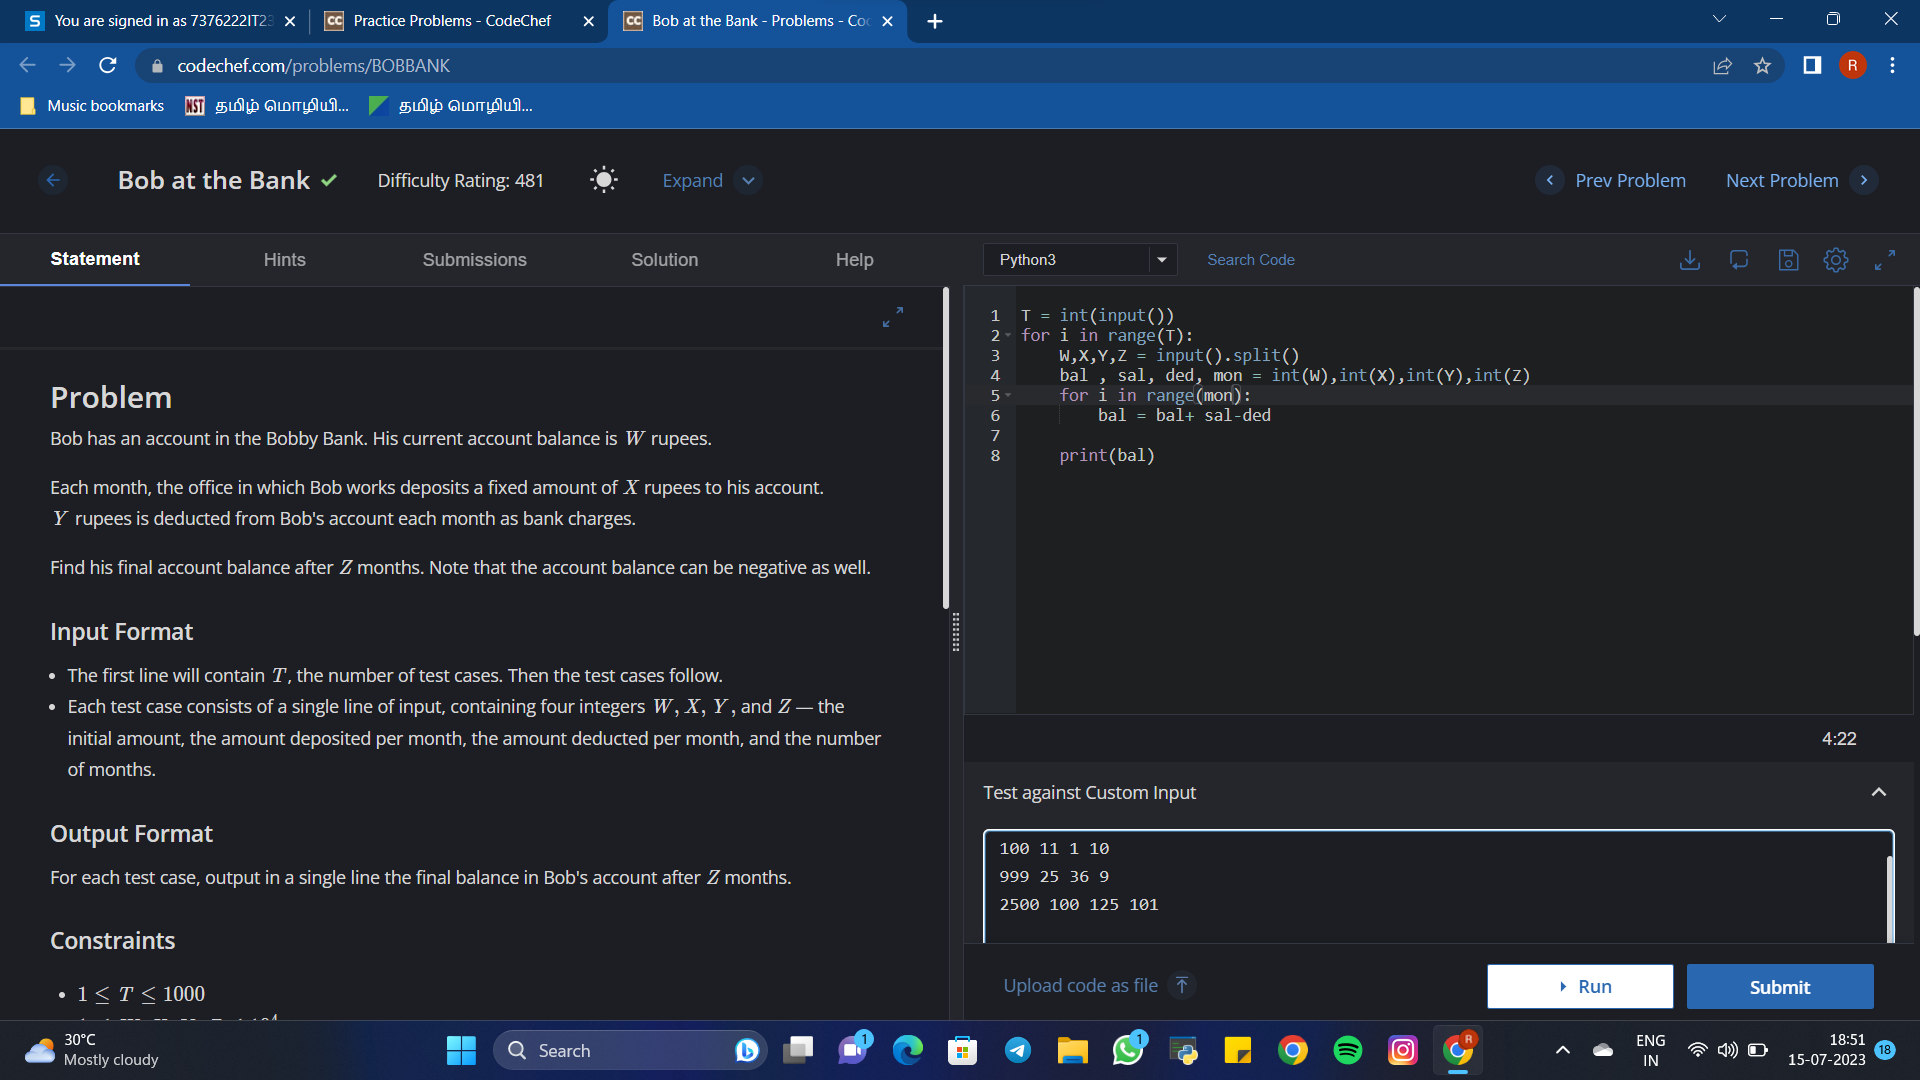 You are signed in as 7376222IT23
Practice Problems - CodeChef
Bob at the Bank - Problems - Co
codechef.com/problems/BOBBANK
R
Music bookmarks
NST தமிழ் மொழியி...
தமிழ் மொழியி...
Bob at the Bank
Difficulty Rating: 481
Expand
Prev Problem
Next Problem
Statement
Hints
Submissions
Solution
Help
Python3
Search Code
Problem
Bob has an account in the Bobby Bank. His current account balance is W rupees.
Each month, the office in which Bob works deposits a fixed amount of X rupees to his account.
Y rupees is deducted from Bob's account each month as bank charges.
Find his final account balance after Z months. Note that the account balance can be negative as well.
Input Format
• The first line will contain T, the number of test cases. Then the test cases follow.
• Each test case consists of a single line of input, containing four integers W, X, Y, and Z — the
initial amount, the amount deposited per month, the amount deducted per month, and the number
of months.
Output Format
For each test case, output in a single line the final balance in Bob's account after Z months.
Constraints
• 1 ≤ T ≤ 1000
1 T = int(input())
2 for i in range(T):
3 W,X,Y,Z = input().split()
4 bal , sal, ded, mon = int(W),int(X),int(Y),int(Z)
5 for i in range(mon):
6 bal = bal+ sal-ded
7
8 print(bal)
4:22
Test against Custom Input
100 11 1 10
999 25 36 9
2500 100 125 101
Upload code as file
Run
Submit
30°C
Mostly cloudy
Search
1
1
R
ENG
IN
18:51
15-07-2023
18